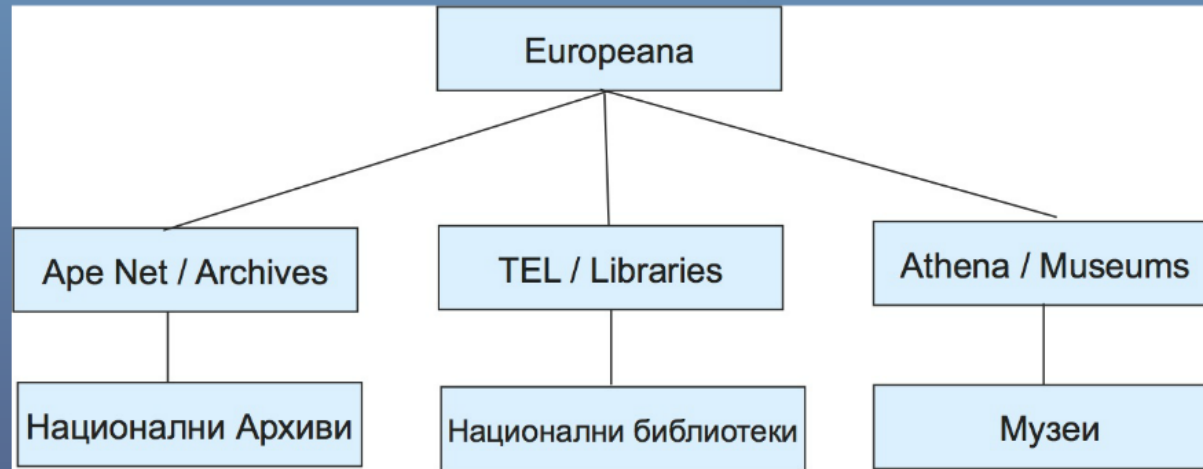 Europeana
Ape Net / Archives
TEL / Libraries
Athena / Museums
Национални Архиви
Национални библиотеки
Музеи